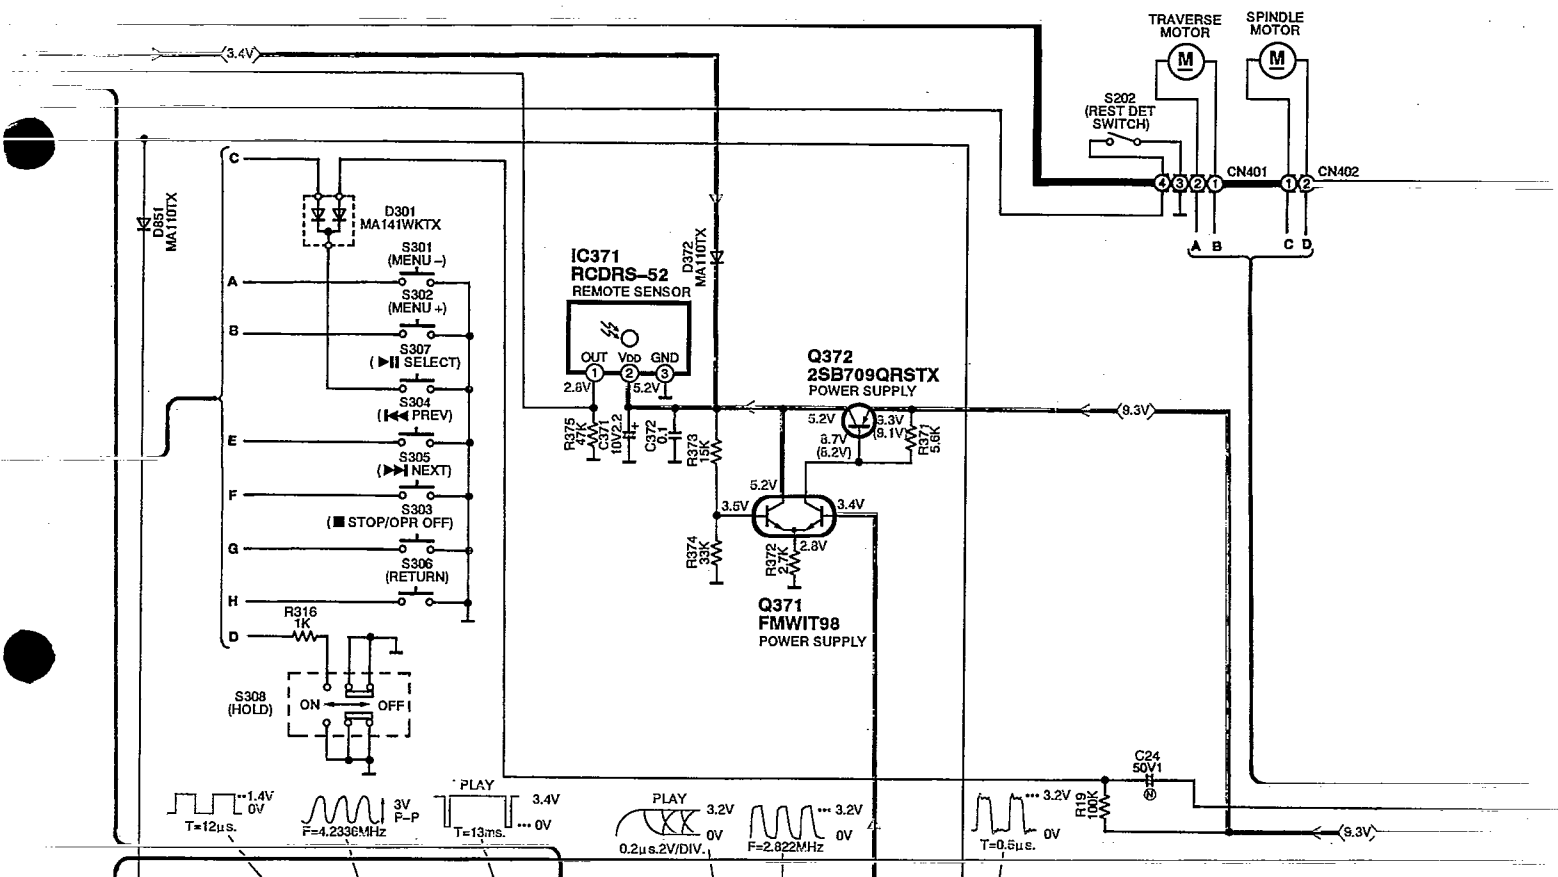 TRAVERSE
MOTOR
SPINDLE
MOTOR
M
M
3.4V
S202
(REST DET
SWITCH)
4 3 2 1
CN401
1 2
CN402
A B
C D
C
D851
MA110TX
D301
MA141WKTX
S301
(MENU –)
A
S302
(MENU +)
B
S307
(▶II SELECT)
S304
(I◀◀ PREV)
E
S305
(▶▶I NEXT)
F
S303
(■ STOP/OPR OFF)
G
S306
(RETURN)
H
R316
1K
D
S308
(HOLD)
ON
OFF
IC371
RCDRS–52
REMOTE SENSOR
OUT VDD GND
1 2 3
2.8V
5.2V
D372
MA110TX
R375
47K
C371
10V2.2
+
C372
0.1
R373
15K
Q372
2SB709QRSTX
POWER SUPPLY
5.2V
(9.1V)
8.7V
(8.2V)
R371
5.6K
9.3V
5.2V
3.5V
3.4V
R374
33K
R372
2.7K
2.8V
Q371
FMWIT98
POWER SUPPLY
C24
50V1
N
R19
100K
9.3V
1.4V
0V
T=12µs.
3V
P–P
F=4.2336MHz
PLAY
3.4V
0V
T=13ms.
PLAY
3.2V
0V
0.2µs.2V/DIV.
3.2V
0V
F=2.822MHz
3.2V
0V
T=0.5µs.